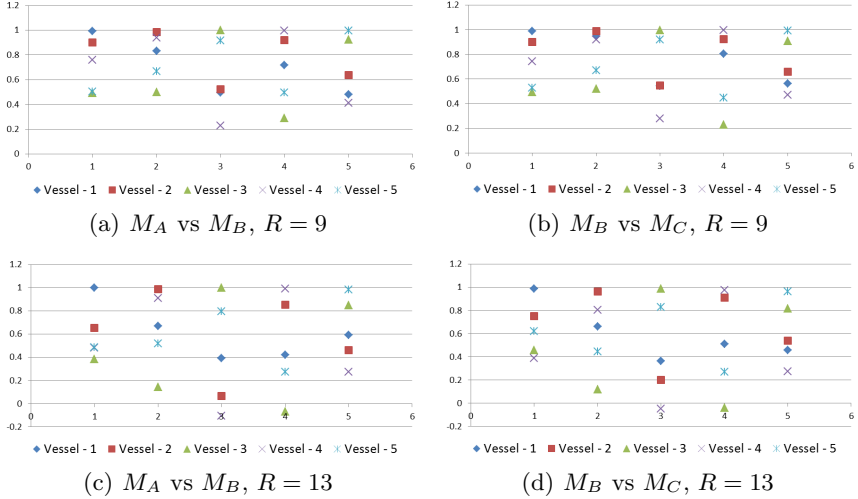 1.2
1
0.8
0.6
0.4
0.2
0
0 1 2 3 4 5 6
Vessel - 1 Vessel - 2 Vessel - 3 Vessel - 4 Vessel - 5
(a) M_A vs M_B, R = 9
1.2
1
0.8
0.6
0.4
0.2
0
0 1 2 3 4 5 6
Vessel - 1 Vessel - 2 Vessel - 3 Vessel - 4 Vessel - 5
(b) M_B vs M_C, R = 9
1.2
1
0.8
0.6
0.4
0.2
0
-0.2
0 1 2 3 4 5 6
Vessel - 1 Vessel - 2 Vessel - 3 Vessel - 4 Vessel - 5
(c) M_A vs M_B, R = 13
1.2
1
0.8
0.6
0.4
0.2
0
-0.2
0 1 2 3 4 5 6
Vessel - 1 Vessel - 2 Vessel - 3 Vessel - 4 Vessel - 5
(d) M_B vs M_C, R = 13